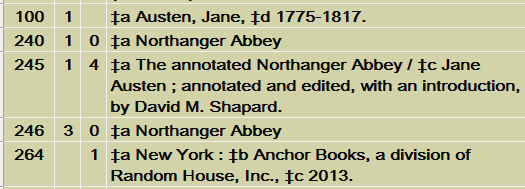 100 1 ‡a Austen, Jane, ‡d 1775-1817.
240 1 0 ‡a Northanger Abbey
245 1 4 ‡a The annotated Northanger Abbey / ‡c Jane
Austen ; annotated and edited, with an introduction,
by David M. Shapard.
246 3 0 ‡a Northanger Abbey
264 1 ‡a New York : ‡b Anchor Books, a division of
Random House, Inc., ‡c 2013.